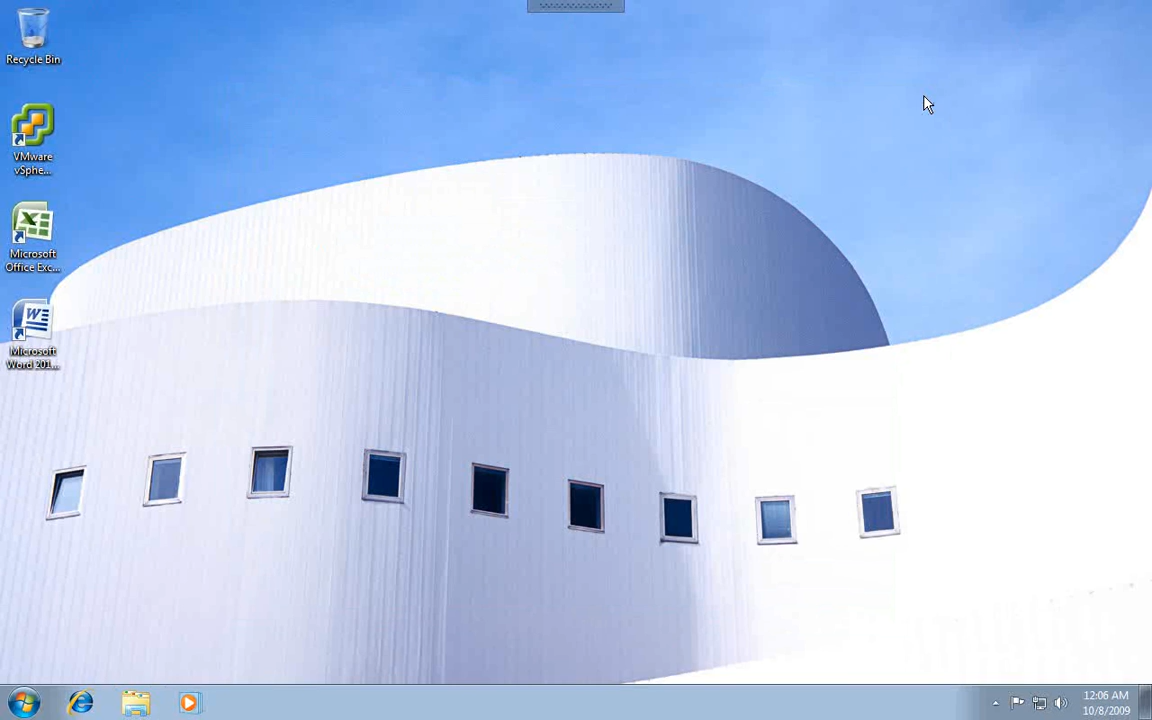 Recycle Bin
VMware
vSphe...
Microsoft
Office Exc...
Microsoft
Word 201...
12:06 AM
10/8/2009